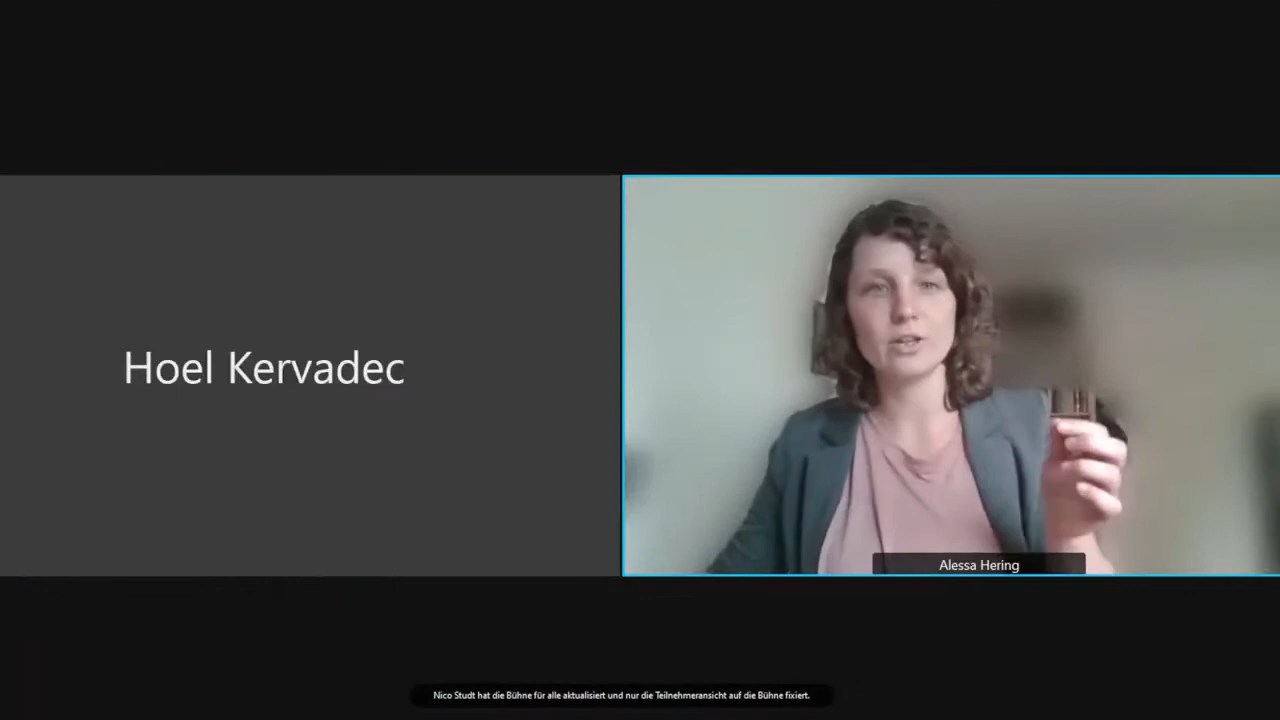 Hoel Kervadec
Alessa Hering
Nico Studt hat die Bühne für alle aktualisiert und nur die Teilnehmeransicht auf die Bühne fixiert.